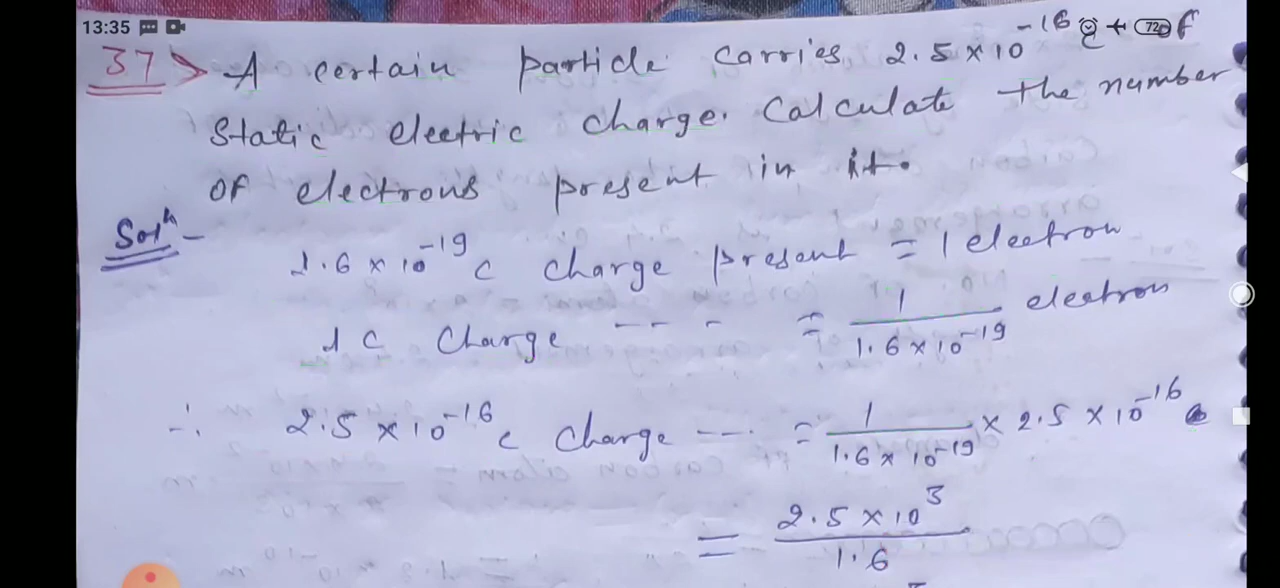 13:35
72
37> A certain particle carries 2.5 × 10⁻¹⁶ C of
Static electric charge. Calculate the number
of electrons present in it.
Solⁿ-
1.6 × 10⁻¹⁹ C charge present = 1 electron
1 C Charge --- = 1/(1.6 × 10⁻¹⁹) electron
∴ 2.5 × 10⁻¹⁶ C Charge --- = 1/(1.6 × 10⁻¹⁹) × 2.5 × 10⁻¹⁶
= (2.5 × 10³)/1.6